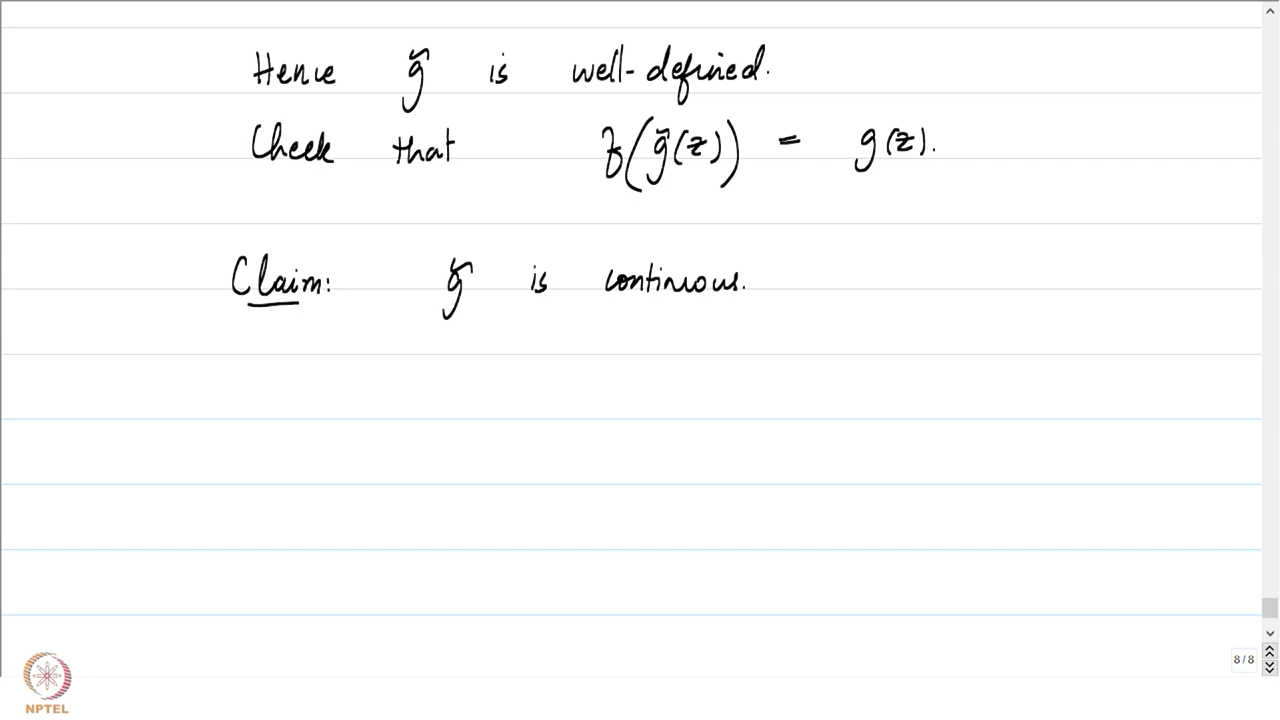 Hence g̃ is well-defined.
Check that f(g̃(z)) = g(z).
Claim: g̃ is continuous.
8 / 8
NPTEL